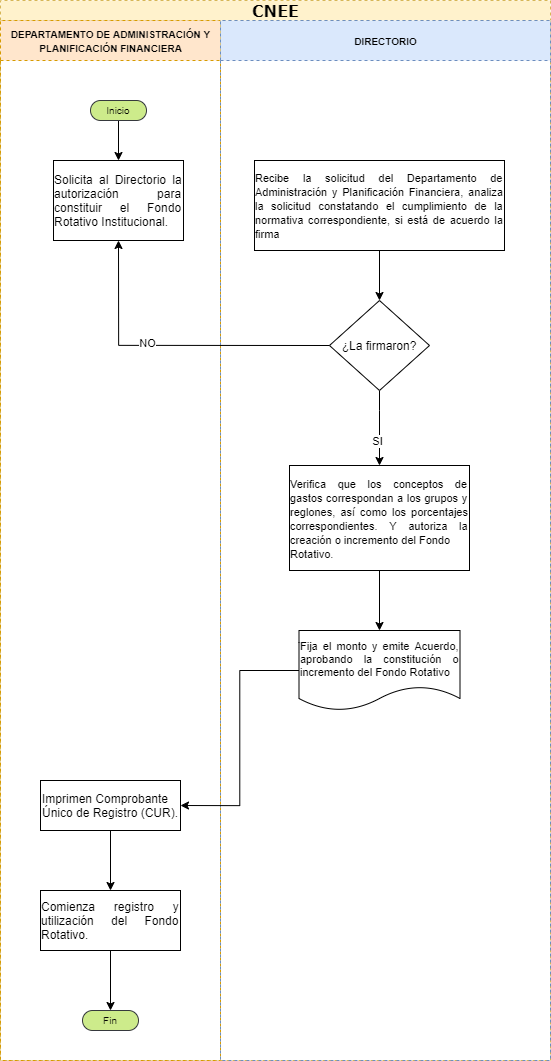 CNEE
DEPARTAMENTO DE ADMINISTRACIÓN Y
PLANIFICACIÓN FINANCIERA
DIRECTORIO
Inicio
Solicita al Directorio la
autorización para
constituir el Fondo
Rotativo Institucional.
Recibe la solicitud del Departamento de
Administración y Planificación Financiera, analiza
la solicitud constatando el cumplimiento de la
normativa correspondiente, si está de acuerdo la
firma
¿La firmaron?
NO
SI
Verifica que los conceptos de
gastos correspondan a los grupos y
reglones, así como los porcentajes
correspondientes. Y autoriza la
creación o incremento del Fondo
Rotativo.
Fija el monto y emite Acuerdo,
aprobando la constitución o
incremento del Fondo Rotativo
Imprimen Comprobante
Único de Registro (CUR).
Comienza registro y
utilización del Fondo
Rotativo.
Fin